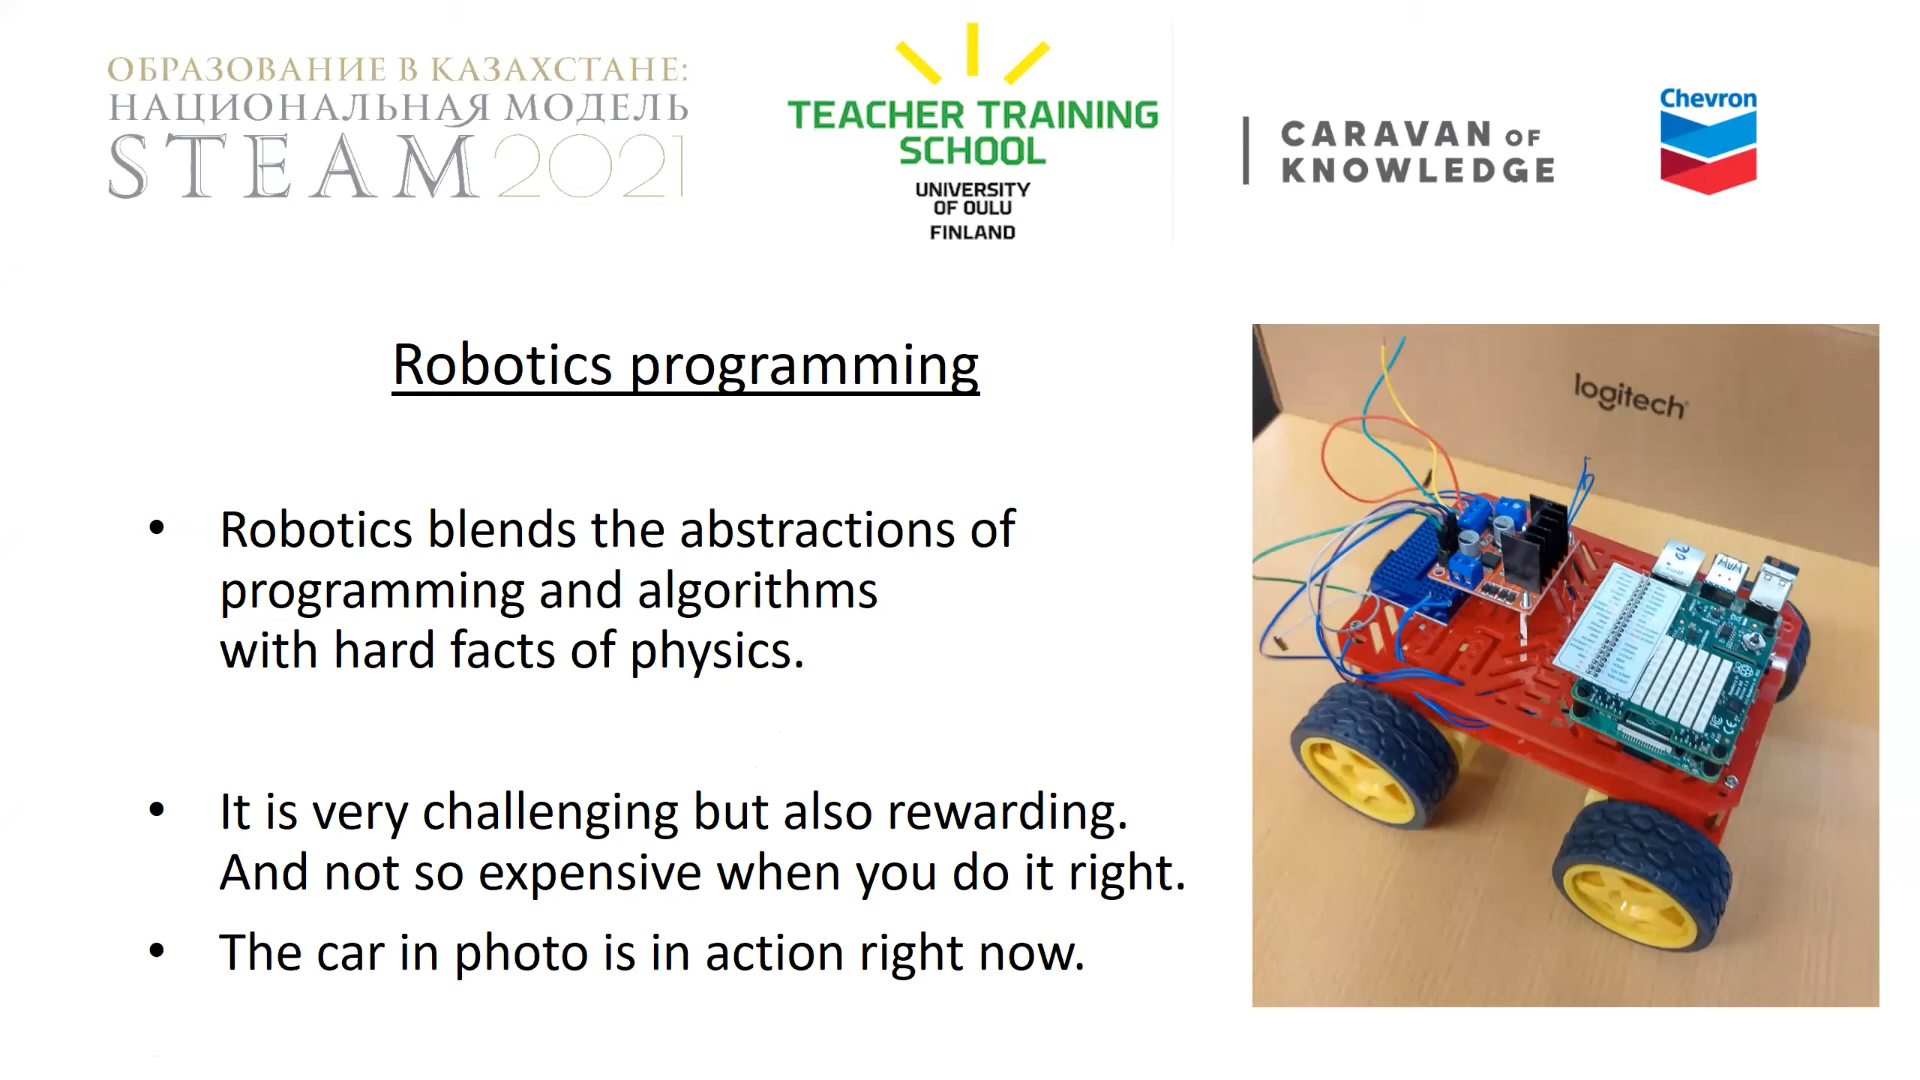 ОБРАЗОВАНИЕ В КАЗАХСТАНЕ:
НАЦИОНАЛЬНАЯ МОДЕЛЬ
STEAM 2021
TEACHER TRAINING
SCHOOL
UNIVERSITY
OF OULU
FINLAND
CARAVAN OF
KNOWLEDGE
Chevron
Robotics programming
• Robotics blends the abstractions of
programming and algorithms
with hard facts of physics.
• It is very challenging but also rewarding.
And not so expensive when you do it right.
• The car in photo is in action right now.
logitech